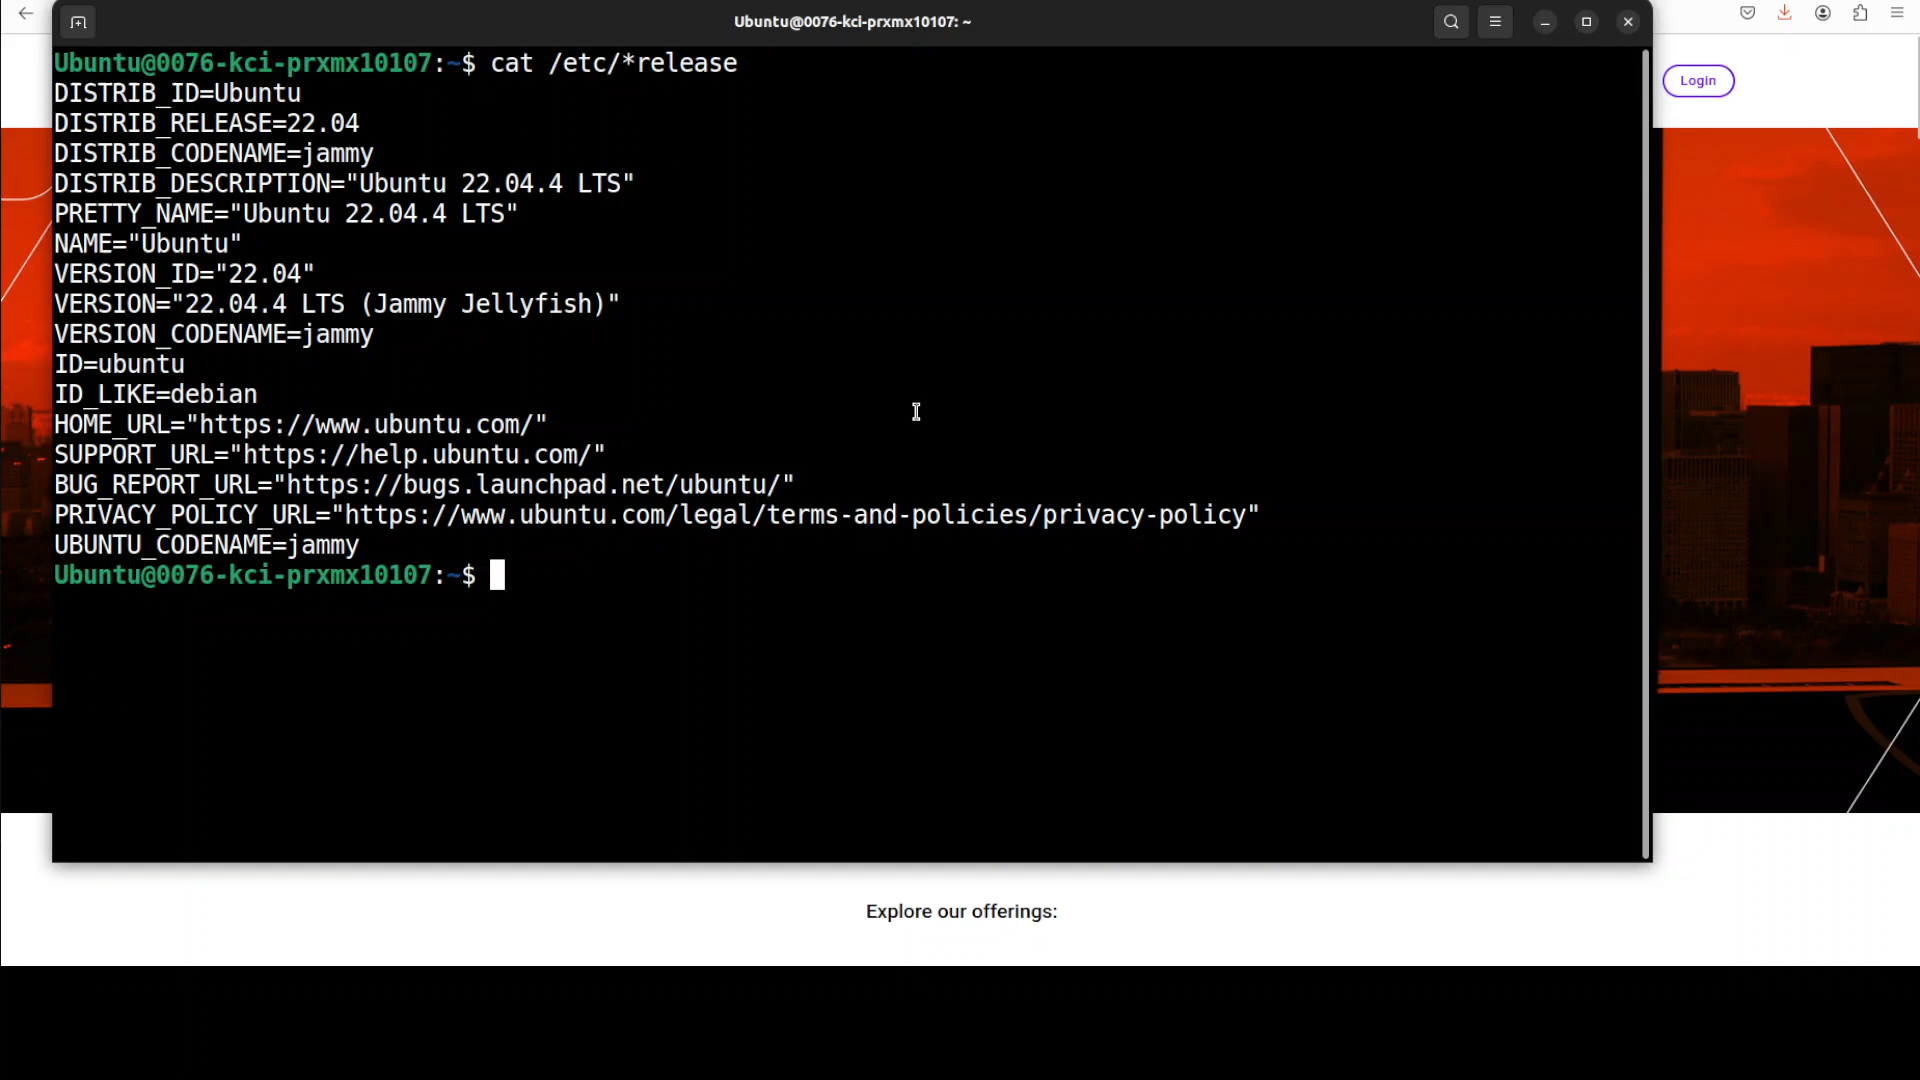 Ubuntu@0076-kci-prxmx10107: ~
Ubuntu@0076-kci-prxmx10107:~$ cat /etc/*release
DISTRIB_ID=Ubuntu
DISTRIB_RELEASE=22.04
DISTRIB_CODENAME=jammy
DISTRIB_DESCRIPTION="Ubuntu 22.04.4 LTS"
PRETTY_NAME="Ubuntu 22.04.4 LTS"
NAME="Ubuntu"
VERSION_ID="22.04"
VERSION="22.04.4 LTS (Jammy Jellyfish)"
VERSION_CODENAME=jammy
ID=ubuntu
ID_LIKE=debian
HOME_URL="https://www.ubuntu.com/"
SUPPORT_URL="https://help.ubuntu.com/"
BUG_REPORT_URL="https://bugs.launchpad.net/ubuntu/"
PRIVACY_POLICY_URL="https://www.ubuntu.com/legal/terms-and-policies/privacy-policy"
UBUNTU_CODENAME=jammy
Ubuntu@0076-kci-prxmx10107:~$
Login
Explore our offerings: